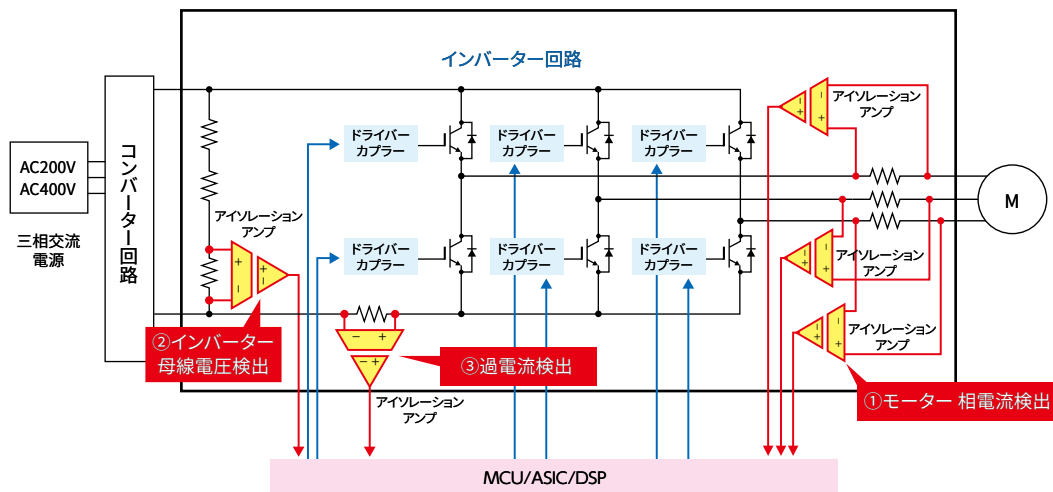 インバーター回路
AC200V
AC400V
三相交流
電源
コンバーター回路
ドライバー
カプラー
ドライバー
カプラー
ドライバー
カプラー
アイソレーション
アンプ
M
アイソレーション
アンプ
ドライバー
カプラー
ドライバー
カプラー
ドライバー
カプラー
アイソレーション
アンプ
アイソレーション
アンプ
②インバーター
母線電圧検出
③過電流検出
アイソレーション
アンプ
①モーター 相電流検出
MCU/ASIC/DSP